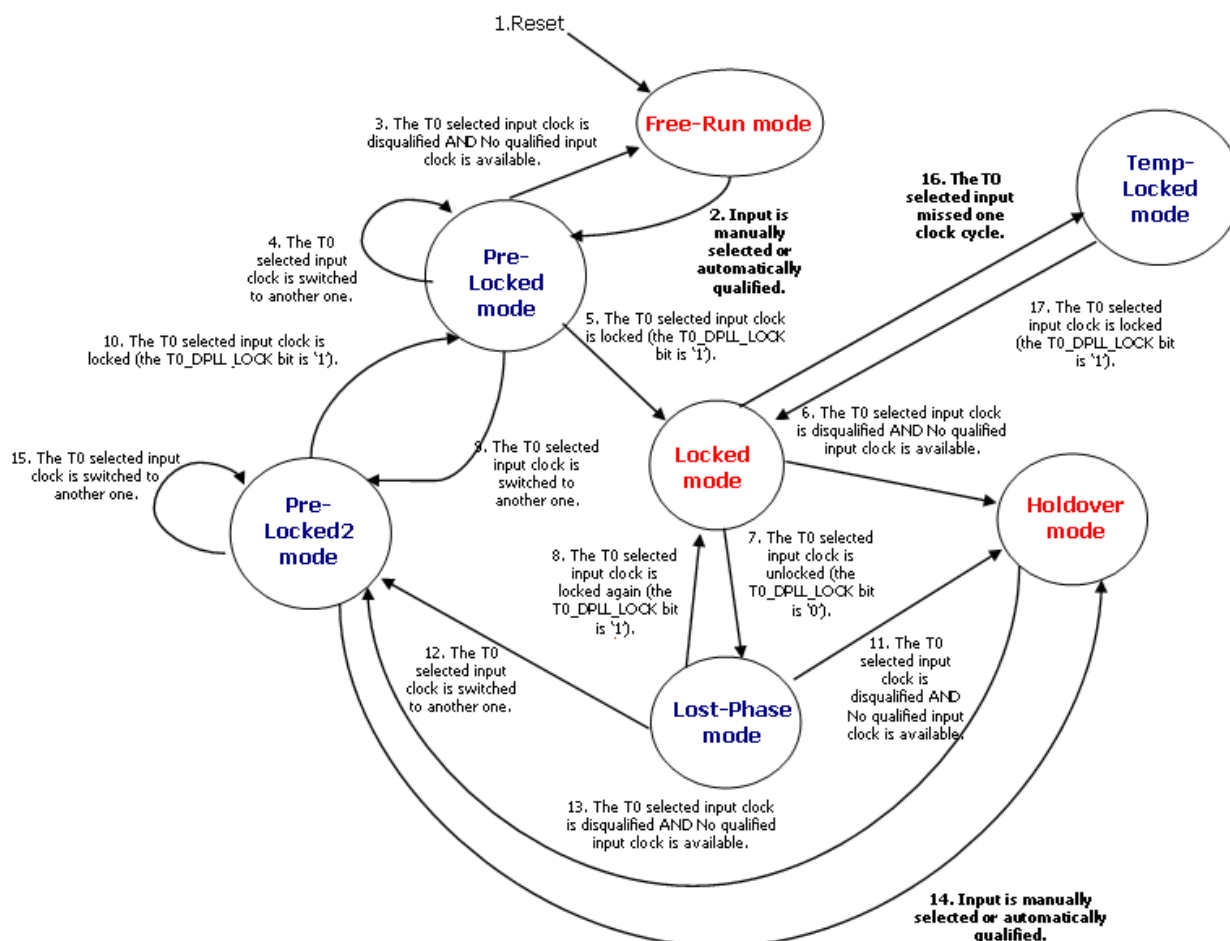 1.Reset
Free-Run mode
3. The T0 selected input clock is
disqualified AND No qualified input
clock is available.
Temp-
Locked
mode
16. The T0
selected input
missed one
clock cycle.
2. Input is
manually
selected or
automatically
qualified.
4. The T0
selected input
clock is switched
to another one.
Pre-
Locked
mode
5. The T0 selected input clock
is locked (the T0_DPLL_LOCK
bit is '1').
17. The T0 selected
input clock is locked
(the T0_DPLL_LOCK
bit is '1')
10. The T0 selected input clock is
locked (the T0_DPLL_LOCK bit is '1').
6. The T0 selected input clock
is disqualified AND No qualified
input clock is available.
15. The T0 selected input
clock is switched to
another one.
9. The T0 selected
input clock is
switched to
another one.
Locked
mode
Pre-
Locked2
mode
Holdover
mode
8. The T0 selected
input clock is
locked again (the
T0_DPLL_LOCK bit
is '1').
7. The T0 selected
input clock is
unlocked (the
T0_DPLL_LOCK bit
is '0').
12. The T0
selected input
clock is switched
to another one.
Lost-Phase
mode
11. The T0
selected input
clock is
disqualified AND
No qualified input
clock is available.
13. The T0 selected input clock
is disqualified AND No qualified
input clock is available.
14. Input is manually
selected or automatically
qualified.